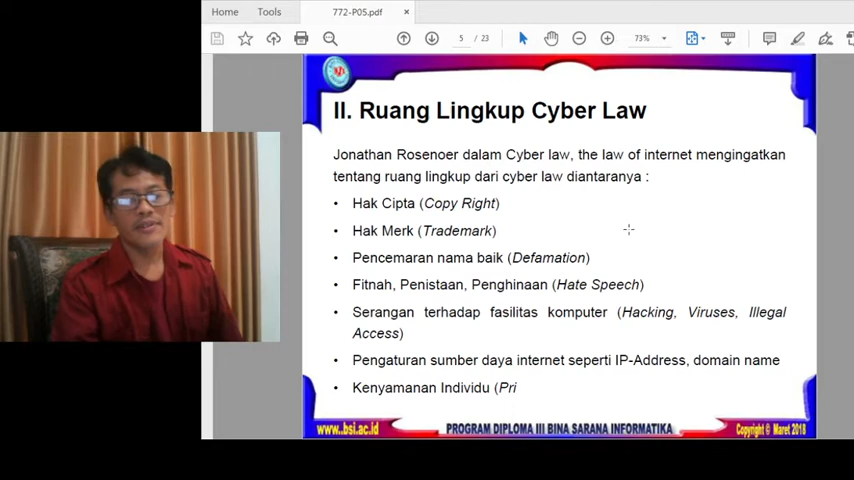 Home Tools 772-P05.pdf ×
5 / 23 73%
II. Ruang Lingkup Cyber Law
Jonathan Rosenoer dalam Cyber law, the law of internet mengingatkan
tentang ruang lingkup dari cyber law diantaranya :
• Hak Cipta (Copy Right)
• Hak Merk (Trademark)
• Pencemaran nama baik (Defamation)
• Fitnah, Penistaan, Penghinaan (Hate Speech)
• Serangan terhadap fasilitas komputer (Hacking, Viruses, Illegal
Access)
• Pengaturan sumber daya internet seperti IP-Address, domain name
• Kenyamanan Individu (Pri
www..bsi.ac.id PROGRAM DIPLOMA III BINA SARANA INFORMATIKA Copyright © Maret 2018